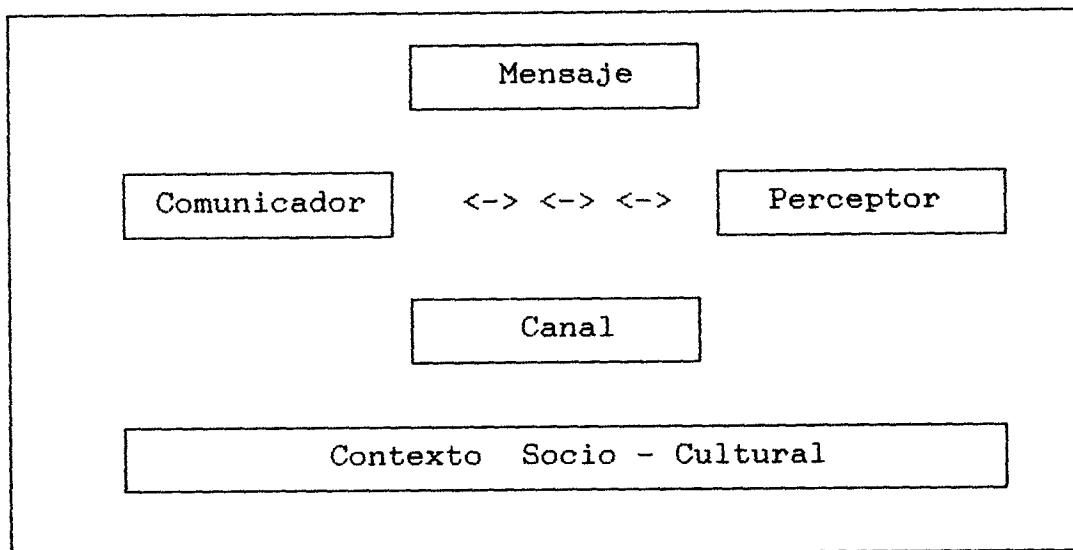 Mensaje
Comunicador <-> <-> <-> Perceptor
Canal
Contexto Socio - Cultural